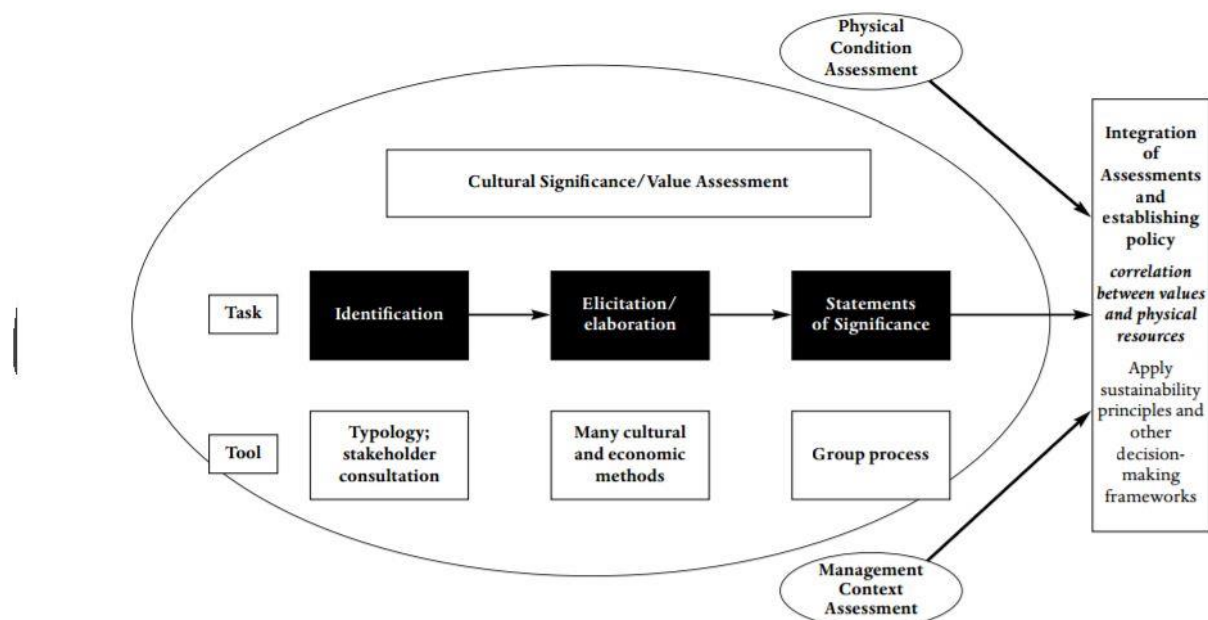 Physical
Condition
Assessment
Cultural Significance/Value Assessment
Task
Identification
Elicitation/
elaboration
Statements
of Significance
Tool
Typology;
stakeholder
consultation
Many cultural
and economic
methods
Group process
Management
Context
Assessment
Integration
of
Assessments
and
establishing
policy
correlation
between values
and physical
resources
Apply
sustainability
principles and
other
decision-
making
frameworks